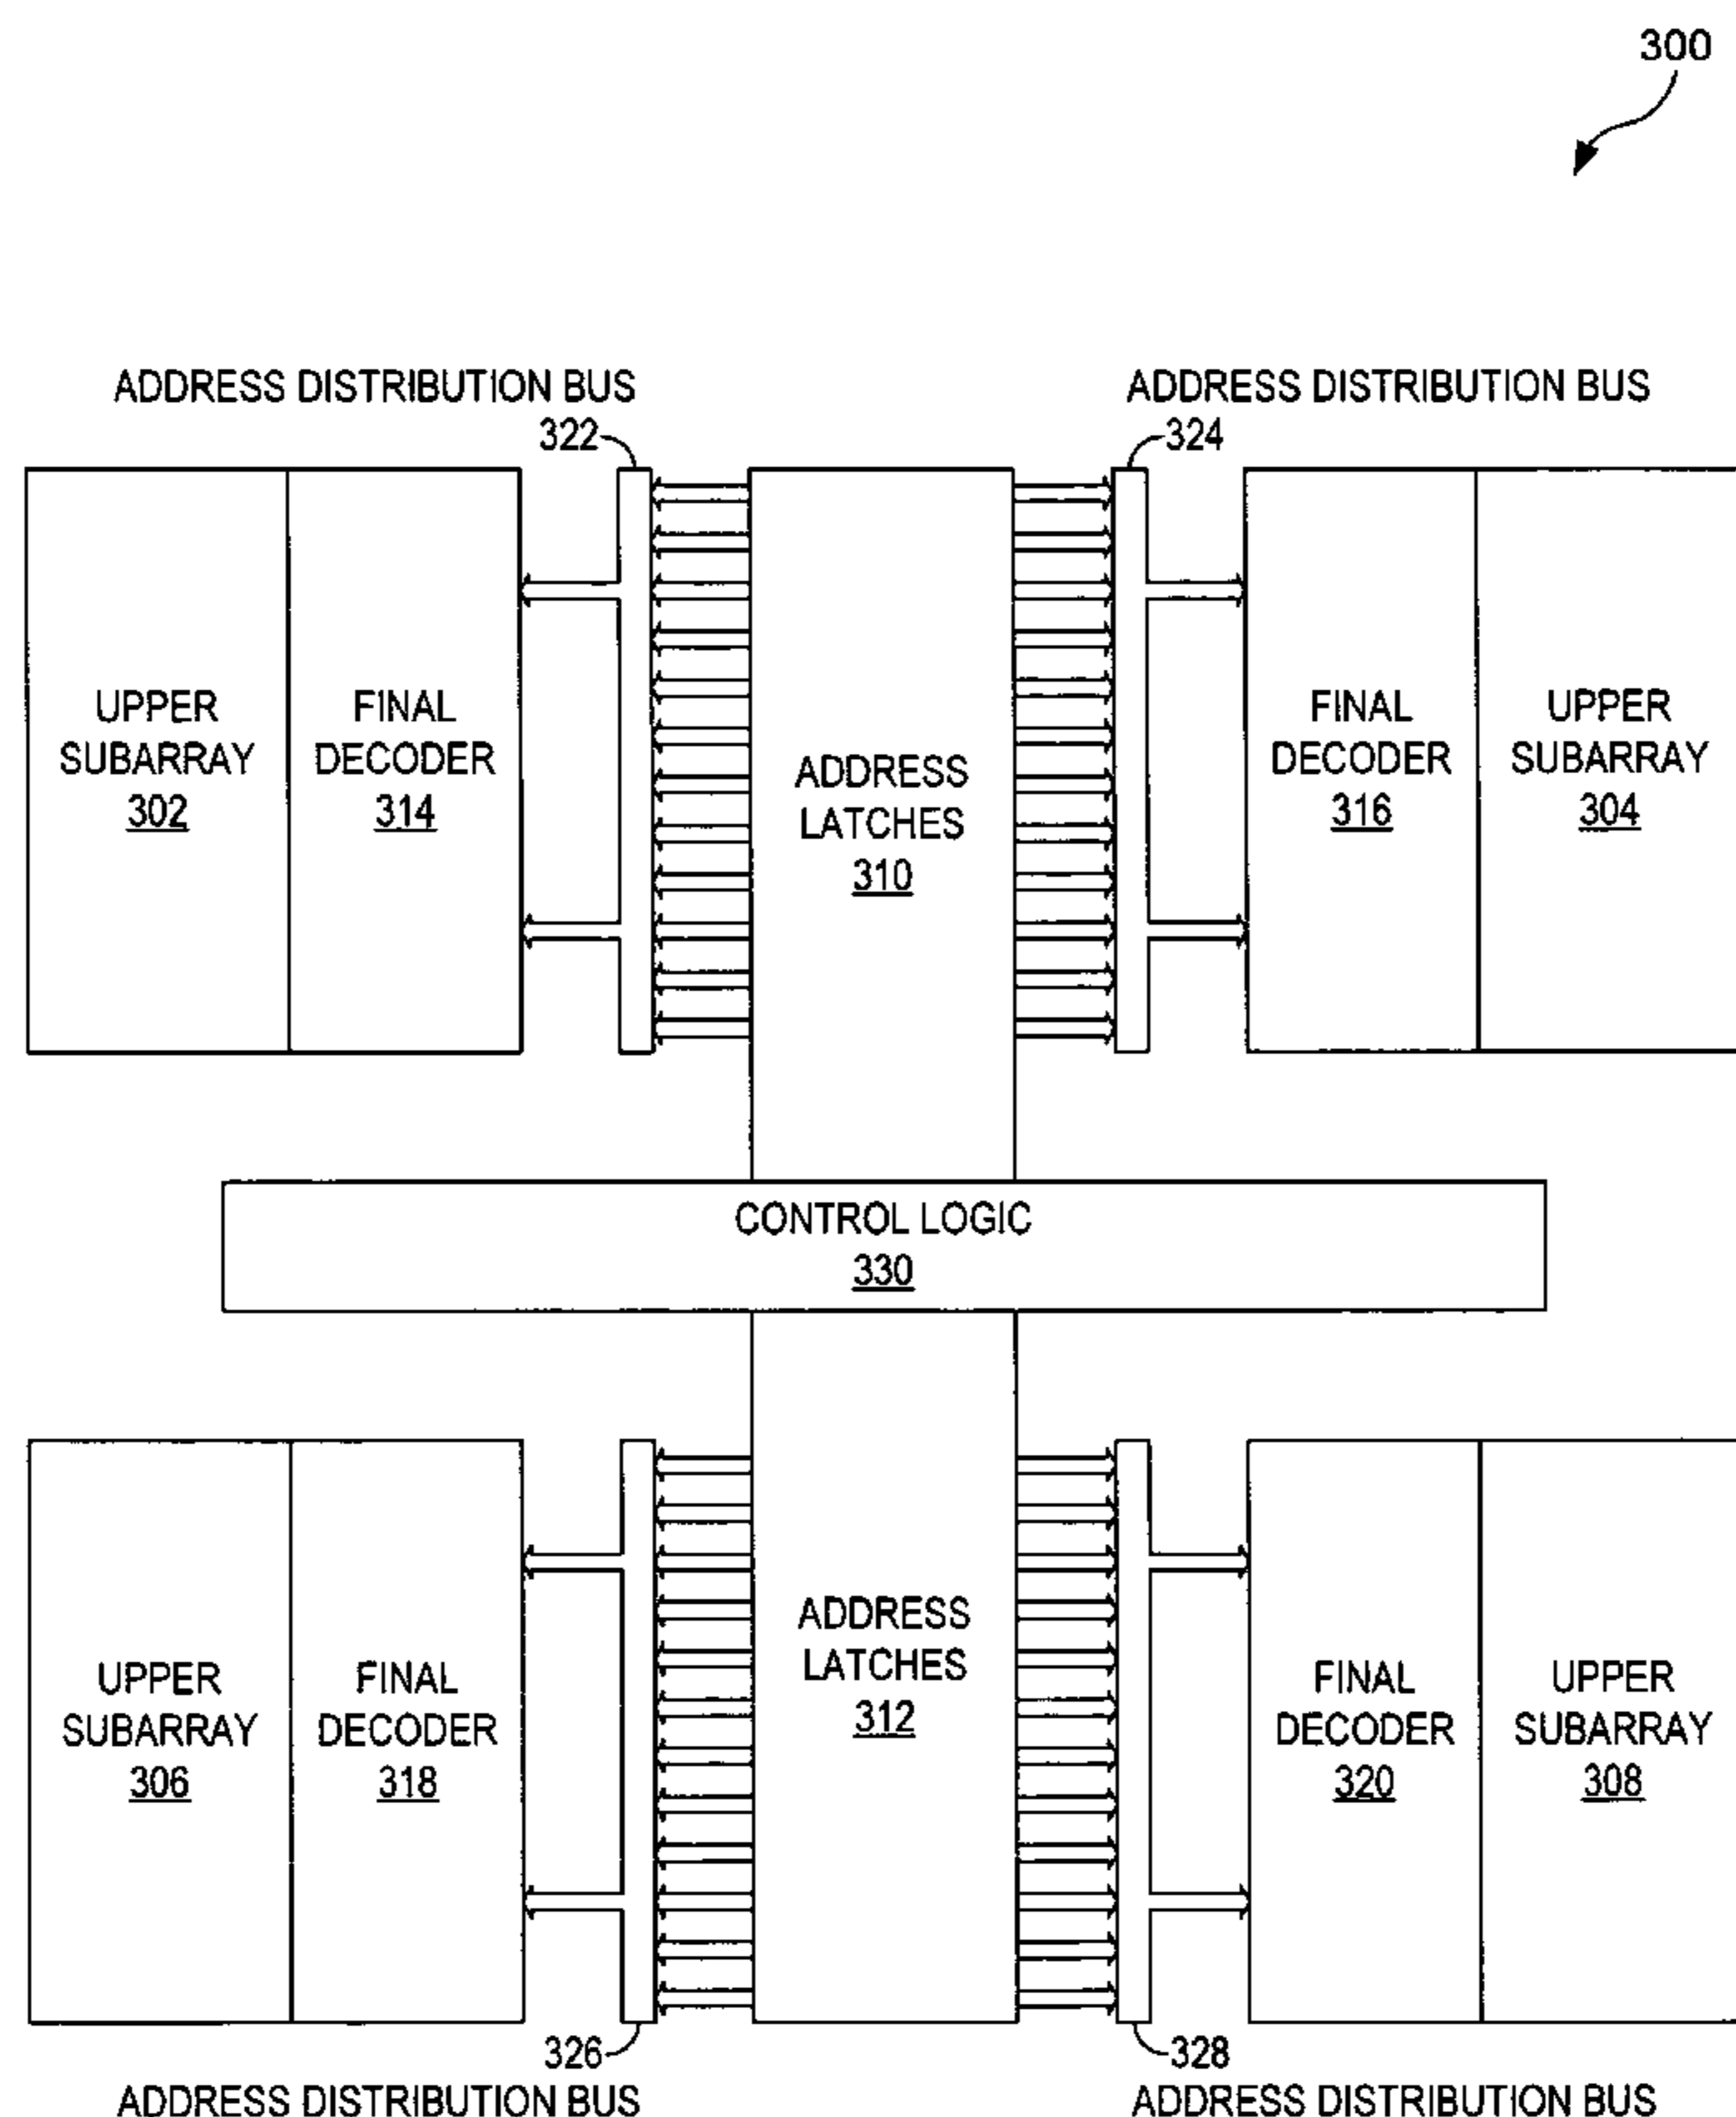 300
ADDRESS DISTRIBUTION BUS
322
ADDRESS DISTRIBUTION BUS
324
UPPER
SUBARRAY
302
FINAL
DECODER
314
ADDRESS
LATCHES
310
FINAL
DECODER
316
UPPER
SUBARRAY
304
CONTROL LOGIC
330
UPPER
SUBARRAY
306
FINAL
DECODER
318
ADDRESS
LATCHES
312
FINAL
DECODER
320
UPPER
SUBARRAY
308
326
ADDRESS DISTRIBUTION BUS
328
ADDRESS DISTRIBUTION BUS